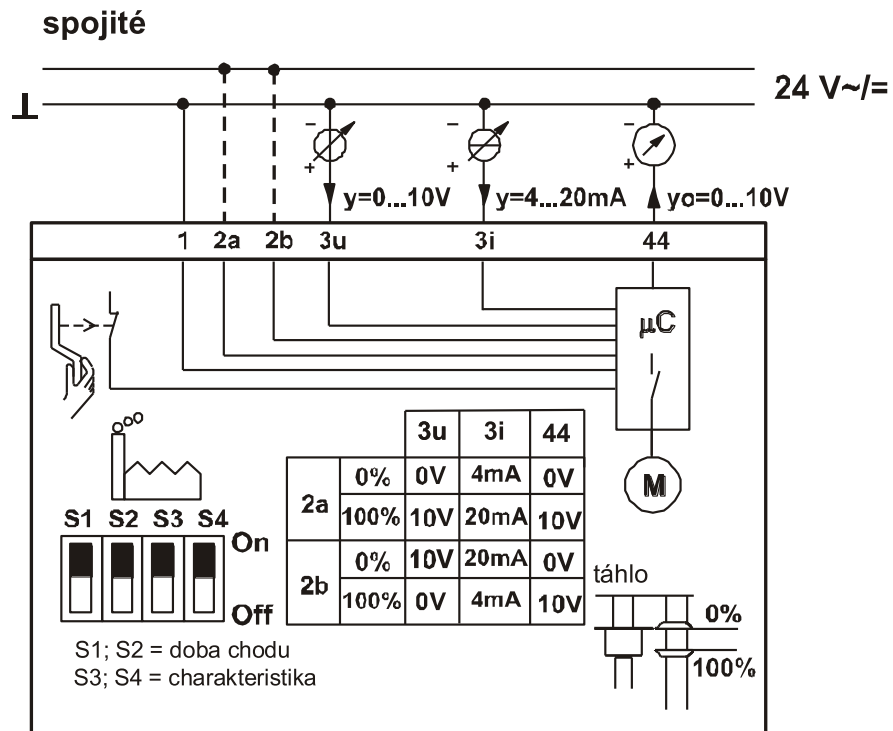 spojité
24 V~/=
⊥
− − −
+ + +
y=0...10V y=4...20mA yo=0...10V
1 2a 2b 3u 3i 44
µC
3u 3i 44
2a 0% 0V 4mA 0V
100% 10V 20mA 10V
2b 0% 10V 20mA 0V
100% 0V 4mA 10V
M
S1 S2 S3 S4
On
Off
S1; S2 = doba chodu
S3; S4 = charakteristika
táhlo
0%
100%